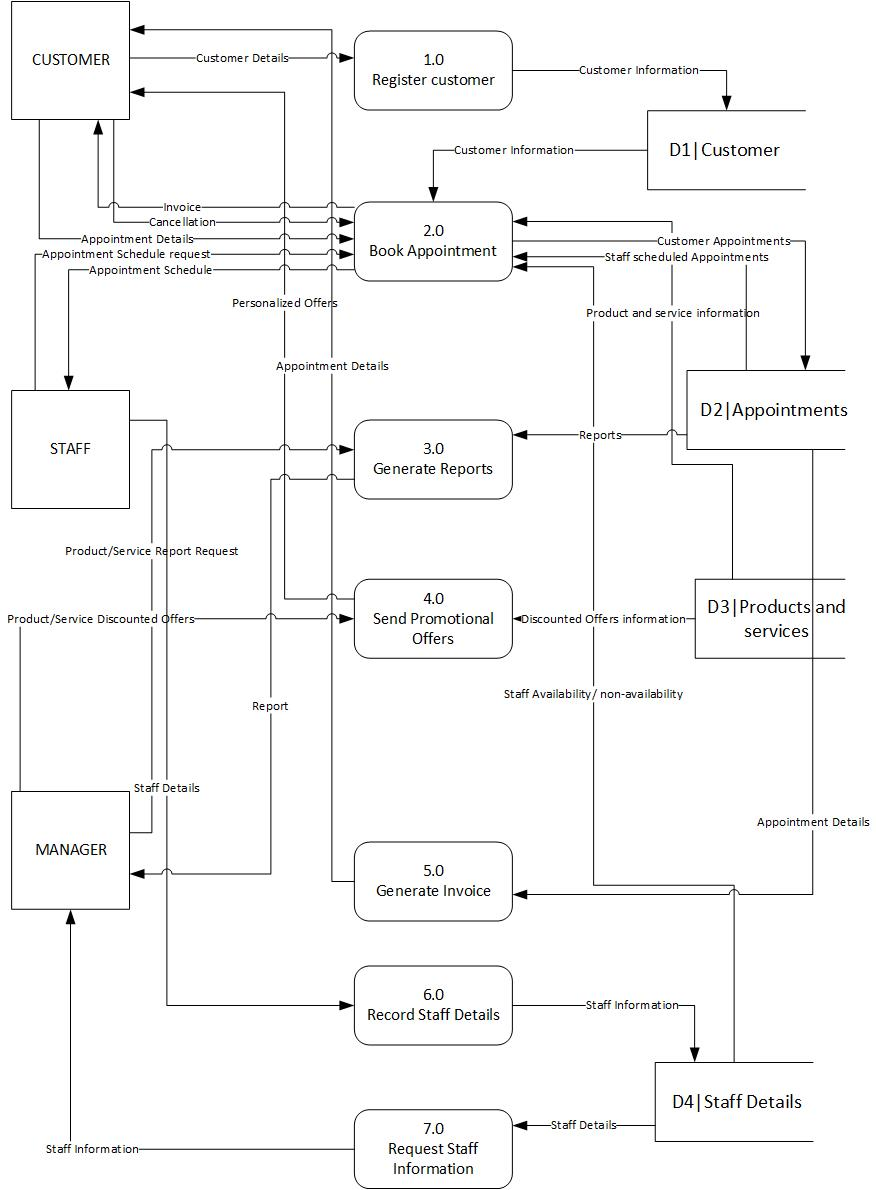 CUSTOMER
Customer Details
1.0
Register customer
Customer Information
D1|Customer
Customer Information
Invoice
Cancellation
Appointment Details
Appointment Schedule request
Appointment Schedule
2.0
Book Appointment
Customer Appointments
Staff scheduled Appointments
Personalized Offers
Product and service information
Appointment Details
D2|Appointments
STAFF
3.0
Generate Reports
Reports
Product/Service Report Request
Product/Service Discounted Offers
4.0
Send Promotional
Offers
Discounted Offers information
D3|Products and
services
Staff Availability/ non-availability
Report
Staff Details
Appointment Details
MANAGER
5.0
Generate Invoice
6.0
Record Staff Details
Staff Information
D4|Staff Details
7.0
Request Staff
Information
Staff Details
Staff Information